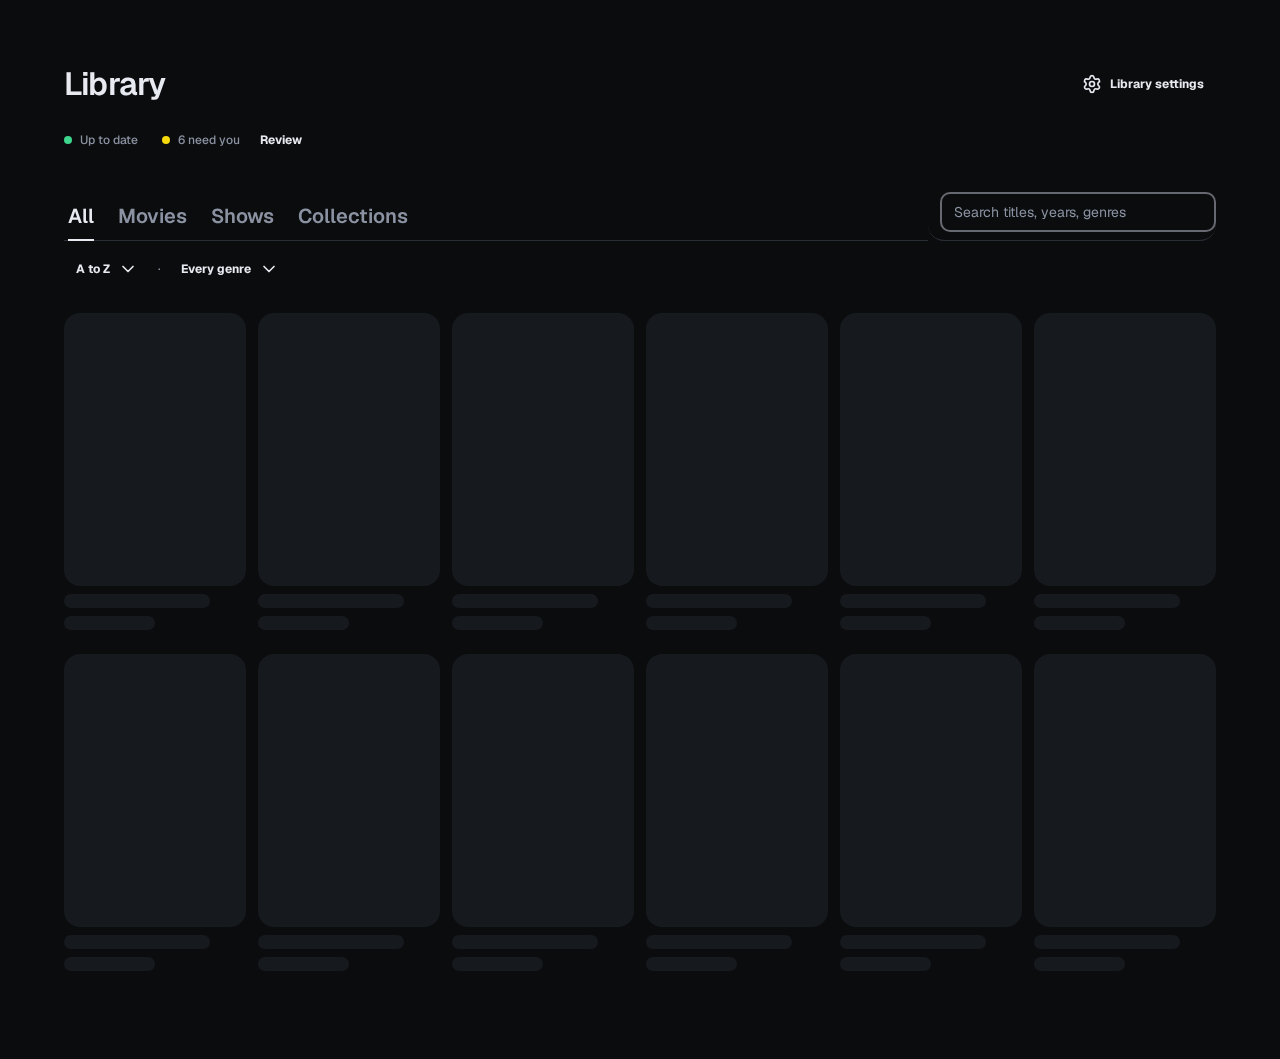 Library
Library settings
Up to date
6 need you
Review
All
Movies
Shows
Collections
Search titles, years, genres
A to Z
·
Every genre